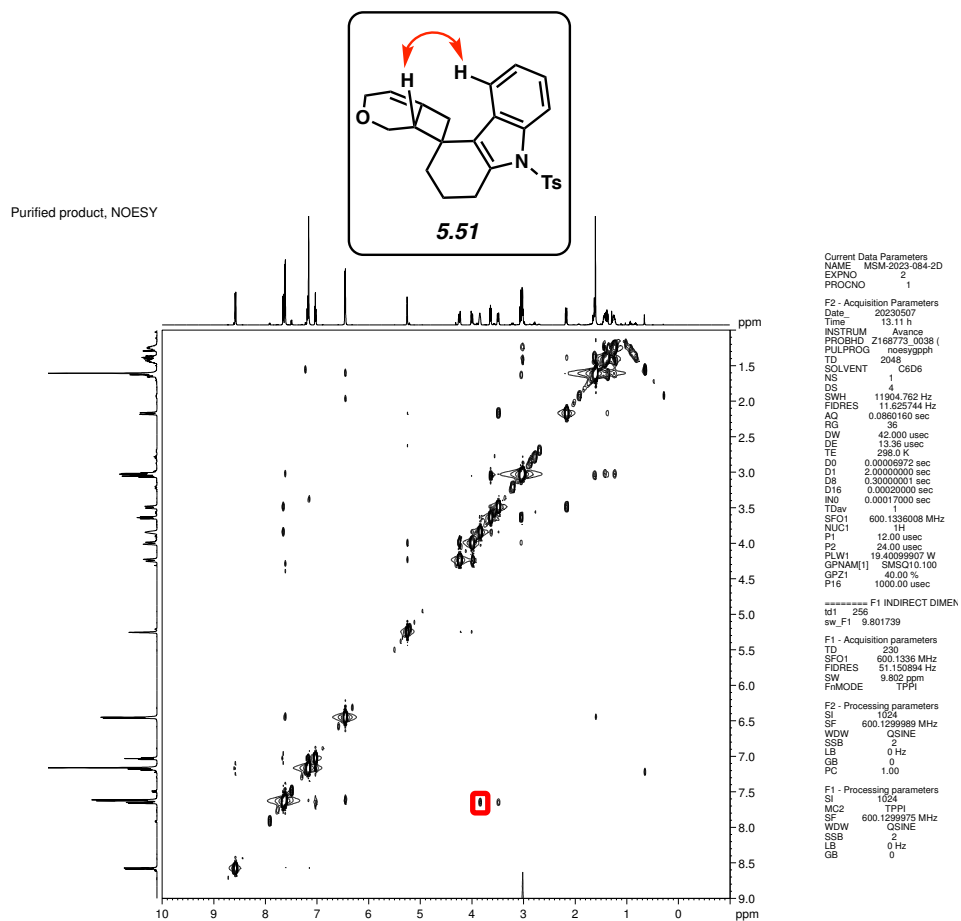 H
H
O
N
Ts
5.51
Purified product, NOESY
ppm
1.5
2.0
2.5
3.0
3.5
4.0
4.5
5.0
5.5
6.0
6.5
7.0
7.5
8.0
8.5
9.0
10 9 8 7 6 5 4 3 2 1 0 ppm
Current Data Parameters
NAME MSM-2023-084-2D
EXPNO 2
PROCNO 1
F2 - Acquisition Parameters
Date_ 20230507
Time 13.11 h
INSTRUM Avance
PROBHD Z168773_0038 (
PULPROG noesygpph
TD 2048
SOLVENT C6D6
NS 1
DS 4
SWH 11904.762 Hz
FIDRES 11.625744 Hz
AQ 0.0860160 sec
RG 36
DW 42.000 usec
DE 13.36 usec
TE 298.0 K
D0 0.00006972 sec
D1 2.00000000 sec
D8 0.30000001 sec
D16 0.00020000 sec
IN0 0.00017000 sec
TDav 1
SFO1 600.1336008 MHz
NUC1 1H
P1 12.00 usec
P2 24.00 usec
PLW1 19.40099907 W
GPNAM[1] SMSQ10.100
GPZ1 40.00 %
P16 1000.00 usec
======== F1 INDIRECT DIMEN
td1 256
sw_F1 9.801739
F1 - Acquisition parameters
TD 230
SFO1 600.1336 MHz
FIDRES 51.150894 Hz
SW 9.802 ppm
FnMODE TPPI
F2 - Processing parameters
SI 1024
SF 600.1299989 MHz
WDW QSINE
SSB 2
LB 0 Hz
GB 0
PC 1.00
F1 - Processing parameters
SI 1024
MC2 TPPI
SF 600.1299975 MHz
WDW QSINE
SSB 2
LB 0 Hz
GB 0